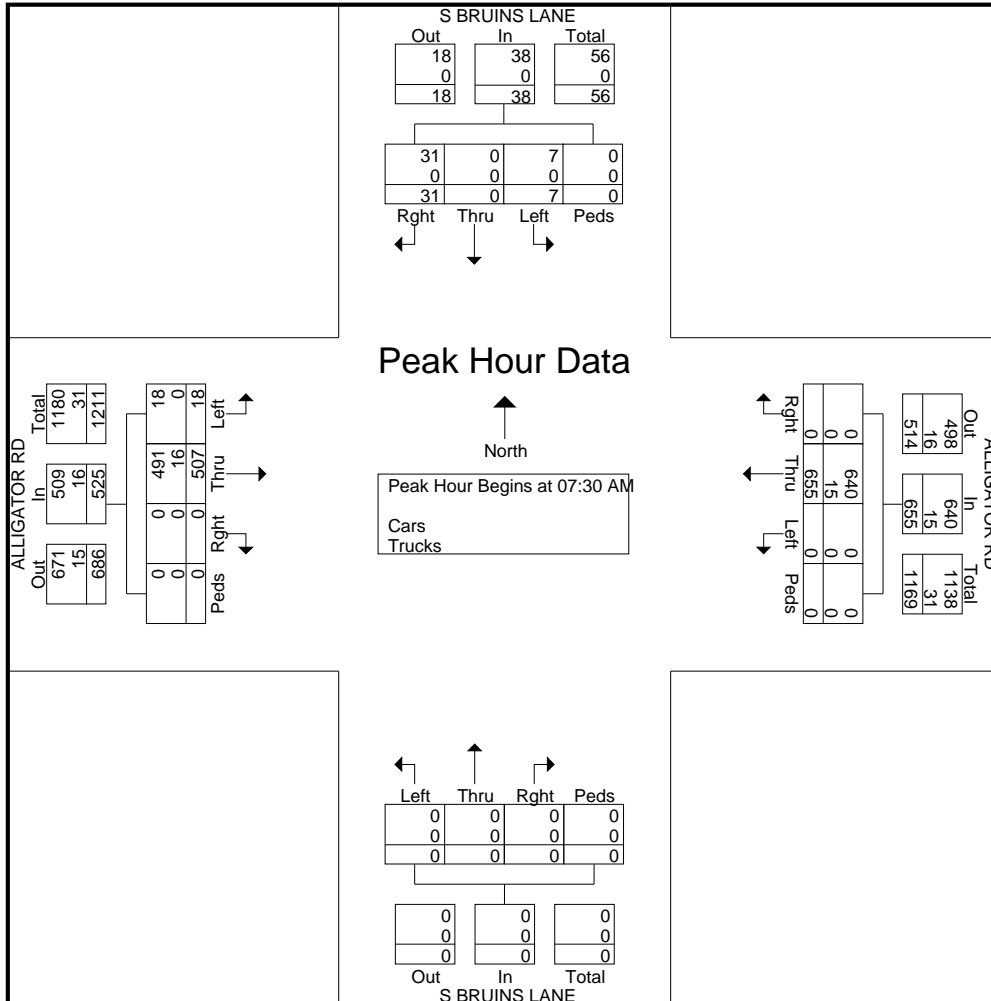 S BRUINS LANE
Out In Total
18 38 56
0 0 0
18 38 56
31 0 7 0
0 0 0 0
31 0 7 0
Rght Thru Left Peds
ALLIGATOR RD
Total In Out
1180 509 671
31 16 15
1211 525 686
18 491 0 0
0 16 0 0
18 507 0 0
Left Thru Rght Peds
Peak Hour Data
North
Peak Hour Begins at 07:30 AM
Cars
Trucks
Rght Thru Left Peds
0 640 0 0
0 15 0 0
0 655 0 0
ALLIGATOR RD
Out In Total
498 640 1138
16 15 31
514 655 1169
Left Thru Rght Peds
0 0 0 0
0 0 0 0
0 0 0 0
0 0 0
0 0 0
0 0 0
Out In Total
S BRUINS LANE